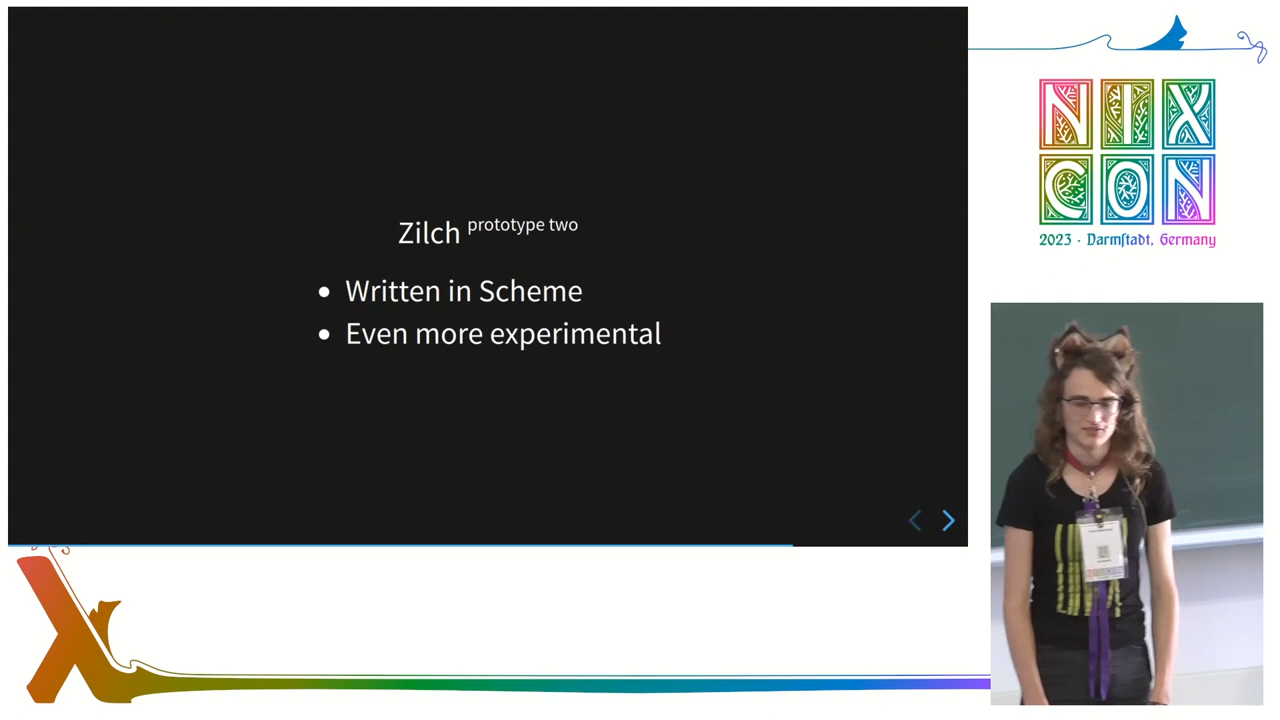 Zilch prototype two
• Written in Scheme
• Even more experimental
NIX
CON
2023 · Darmſtadt, Germany